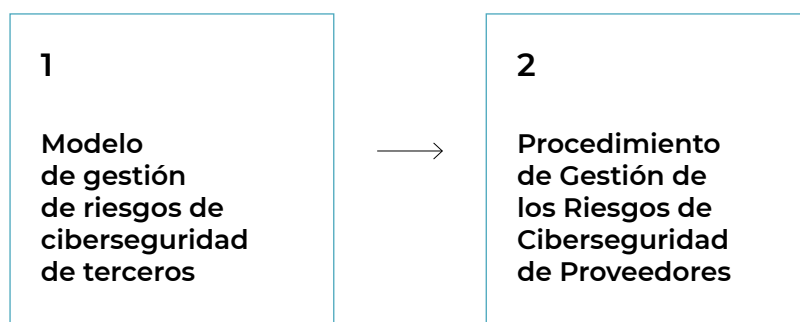 1
Modelo
de gestión
de riesgos de
ciberseguridad
de terceros
2
Procedimiento
de Gestión de
los Riesgos de
Ciberseguridad
de Proveedores